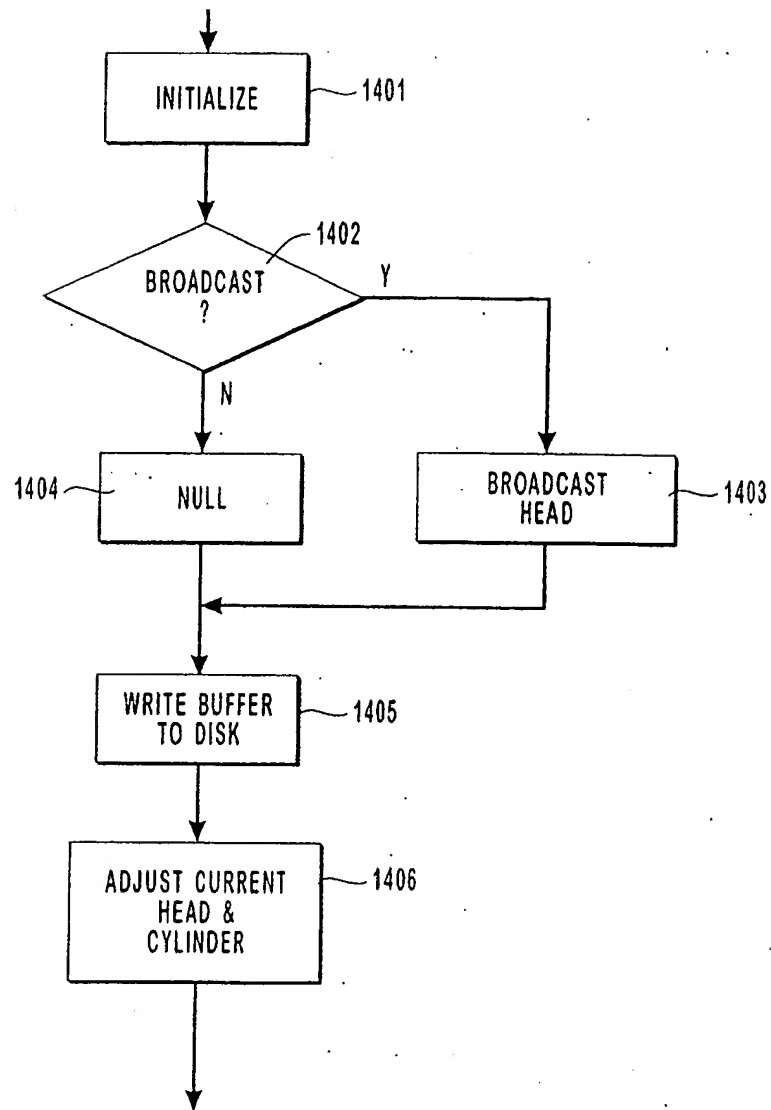 INITIALIZE
1401
1402
BROADCAST
?
Y
N
1404
NULL
BROADCAST
HEAD
1403
WRITE BUFFER
TO DISK
1405
ADJUST CURRENT
HEAD &
CYLINDER
1406